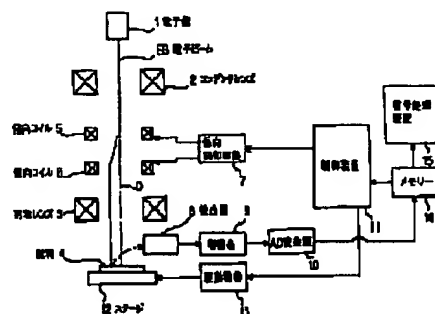 1 電子銃
EB 電子ビーム
2 コンデンサレンズ
偏向コイル 5
偏向コイル 6
対物レンズ 3
O
偏向
制御回路
7
制御装置
11
信号処理
装置
15
メモリー
14
8 検出器
増幅器
9
AD変換器
10
試料 4
12 ステージ
駆動機構
13